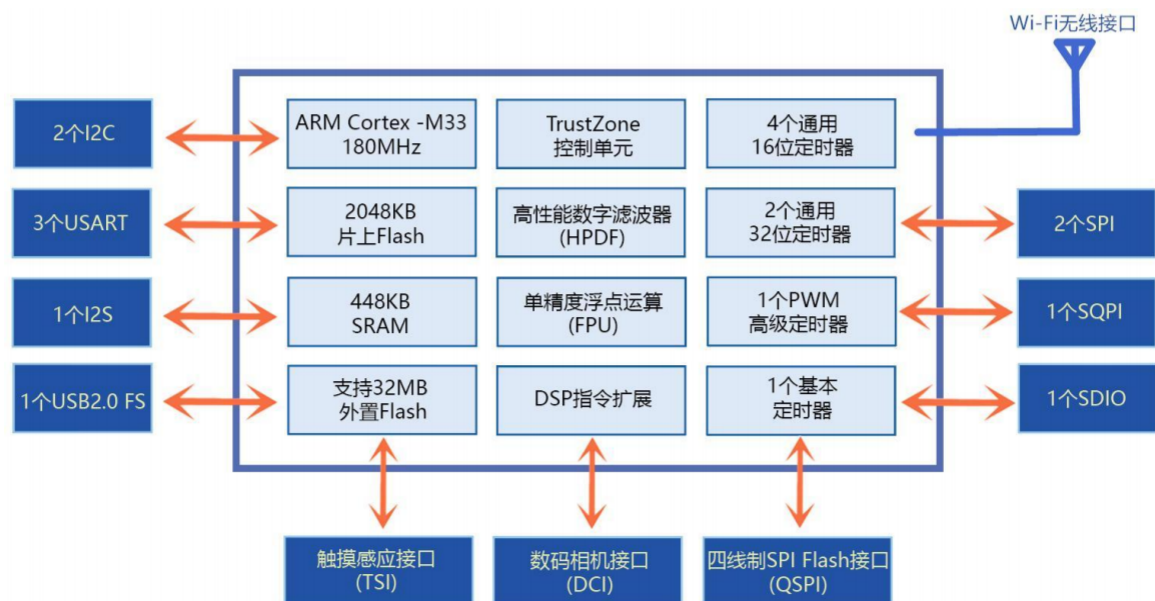 Wi-Fi无线接口
2个I2C
ARM Cortex -M33
180MHz
TrustZone
控制单元
4个通用
16位定时器
3个USART
2048KB
片上Flash
高性能数字滤波器
(HPDF)
2个通用
32位定时器
2个SPI
1个I2S
448KB
SRAM
单精度浮点运算
(FPU)
1个PWM
高级定时器
1个SQPI
1个USB2.0 FS
支持32MB
外置Flash
DSP指令扩展
1个基本
定时器
1个SDIO
触摸感应接口
(TSI)
数码相机接口
(DCI)
四线制SPI Flash接口
(QSPI)